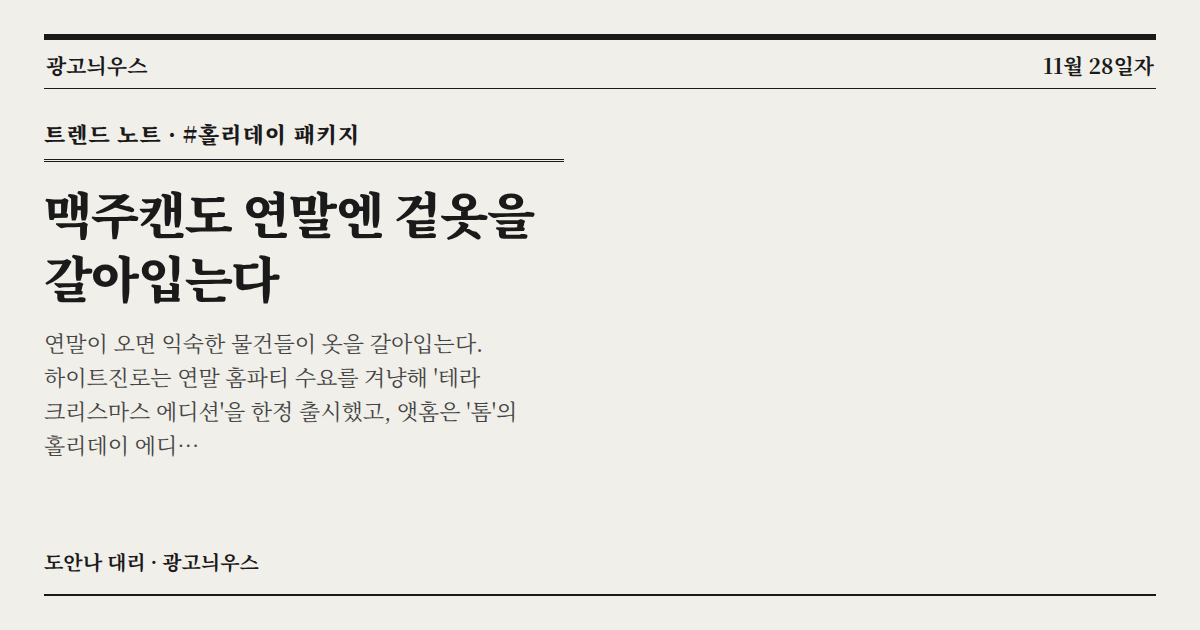 광고늬우스
11월 28일자
트렌드 노트 · #홀리데이 패키지
맥주캔도 연말엔 겉옷을
갈아입는다
연말이 오면 익숙한 물건들이 옷을 갈아입는다.
하이트진로는 연말 홈파티 수요를 겨냥해 '테라
크리스마스 에디션'을 한정 출시했고, 앳홈은 '톰'의
홀리데이 에디…
도안나 대리 · 광고늬우스